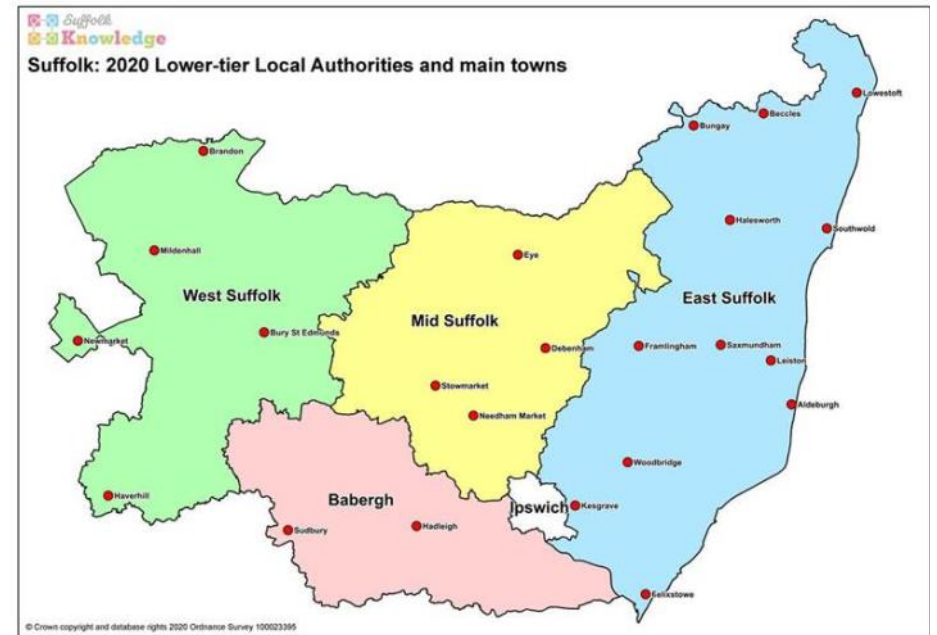 Suffolk
Knowledge
Suffolk: 2020 Lower-tier Local Authorities and main towns
Lowestoft
Beccles
Bungay
Brandon
Halesworth
Southwold
Mildenhall
Eye
West Suffolk
East Suffolk
Mid Suffolk
Bury St Edmunds
Newmarket
Debenham
Framlingham
Saxmundham
Leiston
Stowmarket
Aldeburgh
Needham Market
Woodbridge
Haverhill
Babergh
Ipswich
Kesgrave
Hadleigh
Sudbury
Felixstowe
© Crown copyright and database rights 2020 Ordnance Survey 100023395